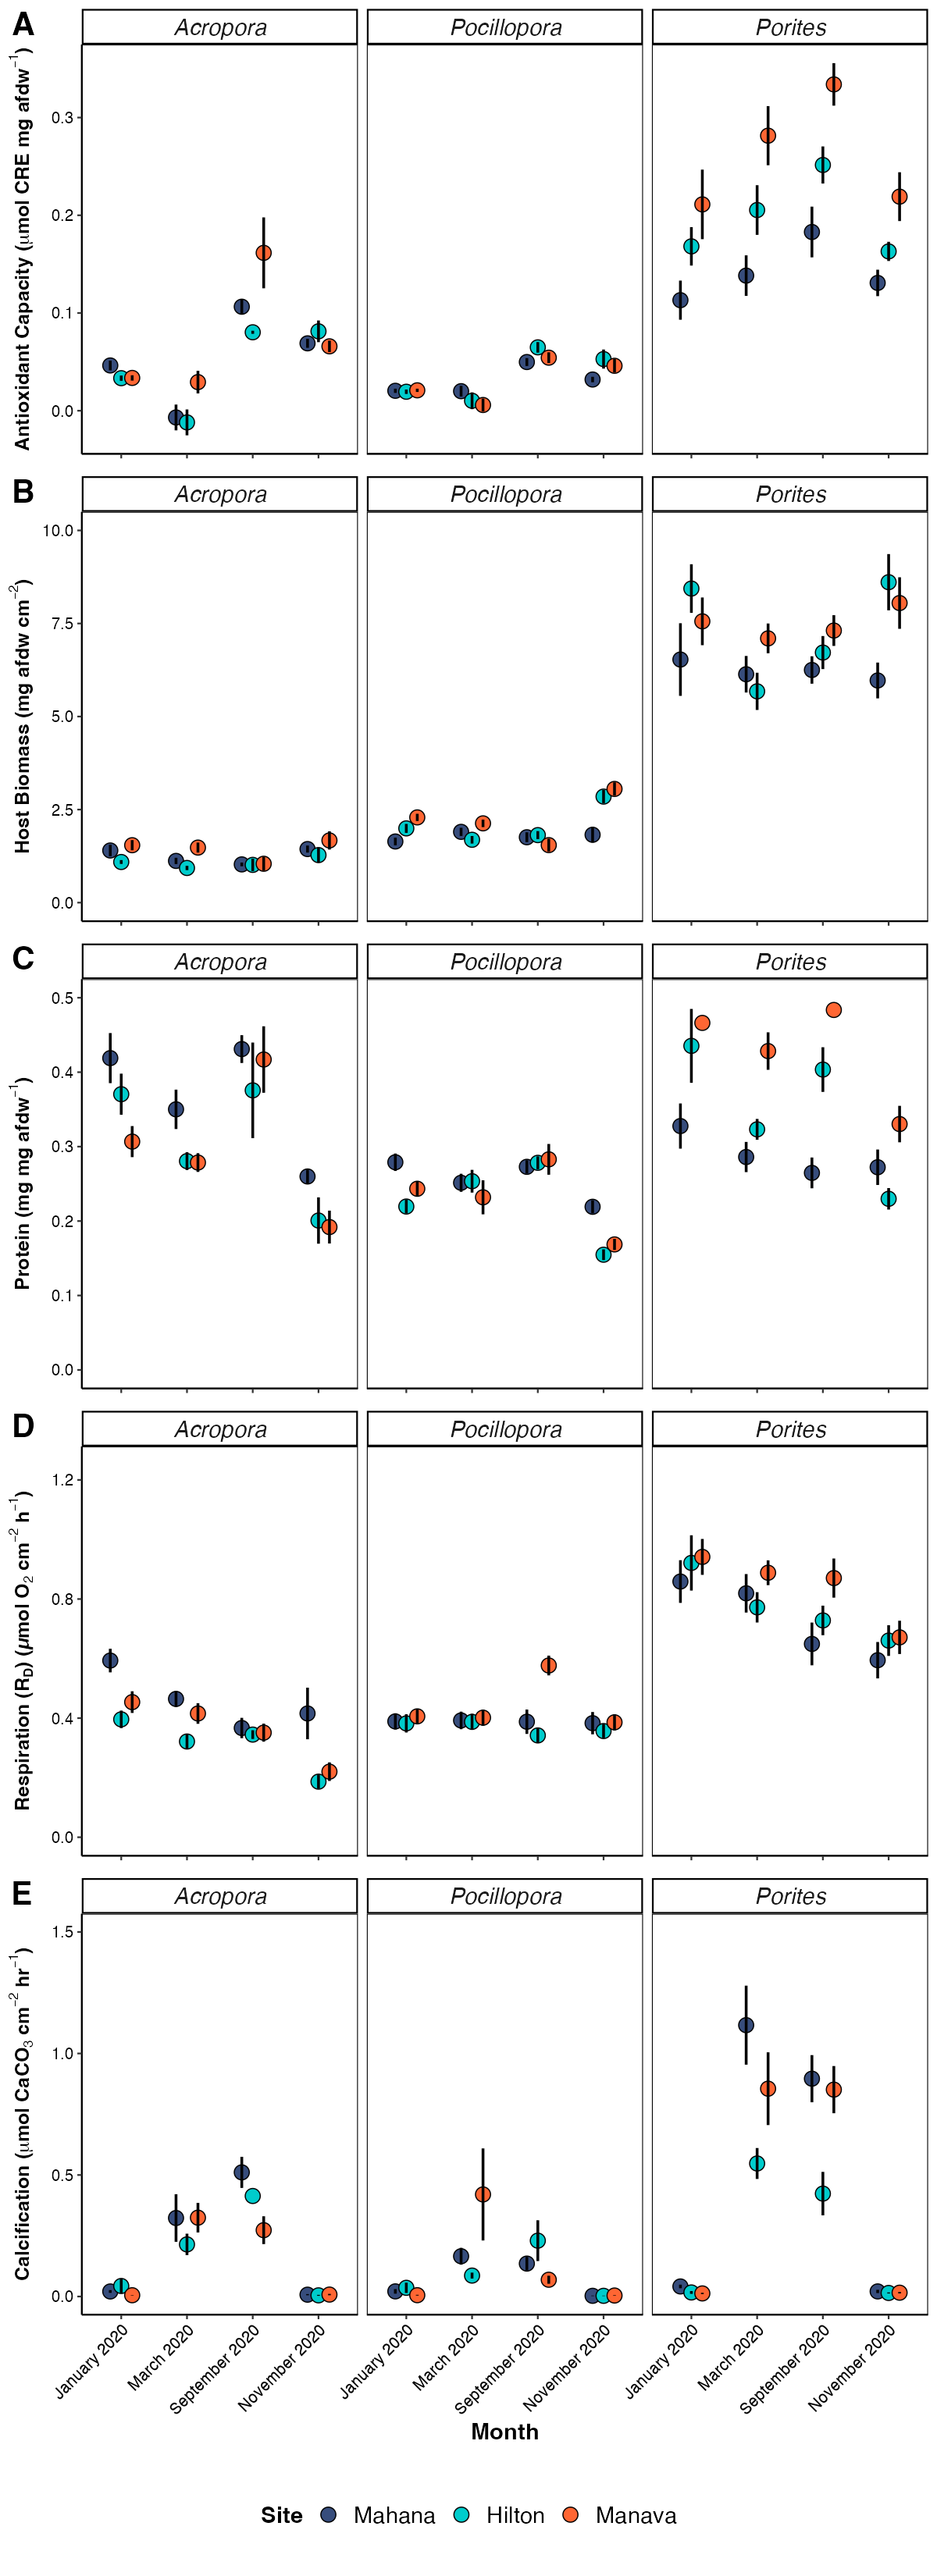 A
Acropora Pocillopora Porites
Antioxidant Capacity (μmol CRE mg afdw⁻¹)
0.3
0.2
0.1
0.0
B
Acropora Pocillopora Porites
Host Biomass (mg afdw cm⁻²)
10.0
7.5
5.0
2.5
0.0
C
Acropora Pocillopora Porites
Protein (mg mg afdw⁻¹)
0.5
0.4
0.3
0.2
0.1
0.0
D
Acropora Pocillopora Porites
Respiration (R_D) (μmol O₂ cm⁻² h⁻¹)
1.2
0.8
0.4
0.0
E
Acropora Pocillopora Porites
Calcification (μmol CaCO₃ cm⁻² hr⁻¹)
1.5
1.0
0.5
0.0
January 2020 March 2020 September 2020 November 2020 January 2020 March 2020 September 2020 November 2020 January 2020 March 2020 September 2020 November 2020
Month
Site Mahana Hilton Manava